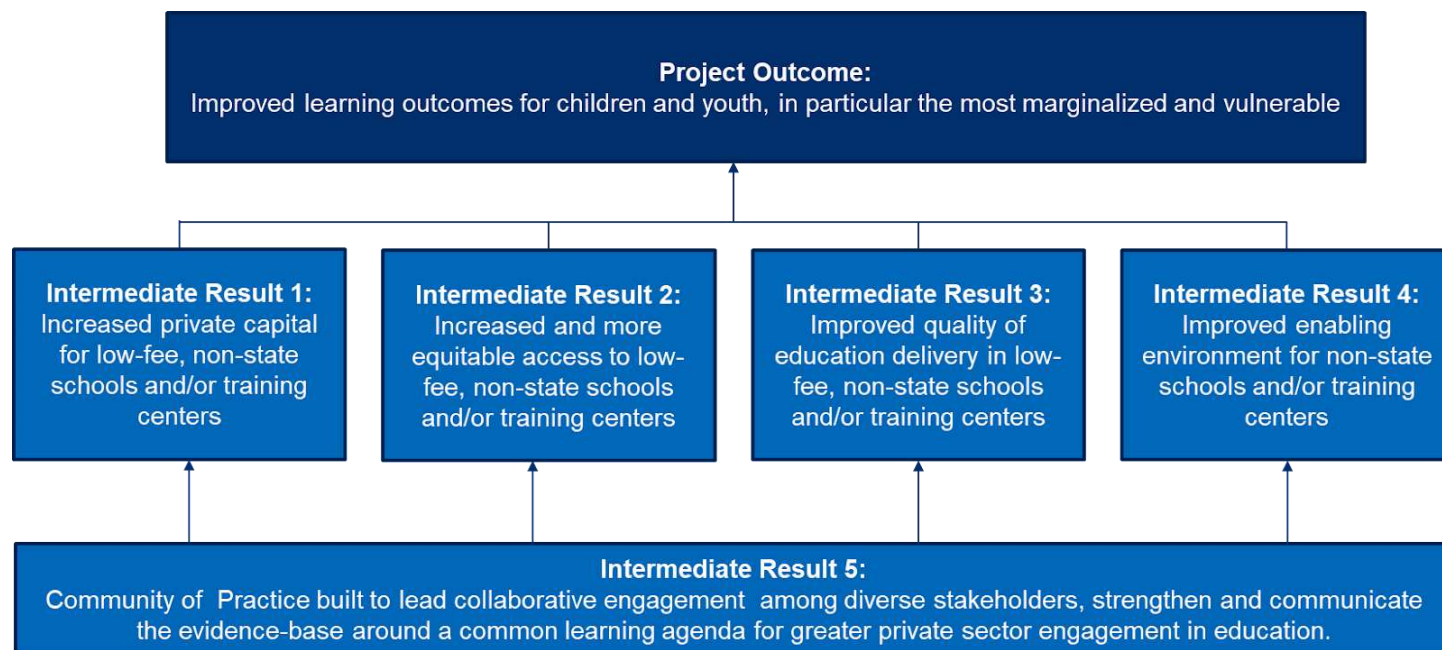 Project Outcome:
Improved learning outcomes for children and youth, in particular the most marginalized and vulnerable
Intermediate Result 1:
Increased private capital
for low-fee, non-state
schools and/or training
centers
Intermediate Result 2:
Increased and more
equitable access to low-
fee, non-state schools
and/or training centers
Intermediate Result 3:
Improved quality of
education delivery in low-
fee, non-state schools
and/or training centers
Intermediate Result 4:
Improved enabling
environment for non-state
schools and/or training
centers
Intermediate Result 5:
Community of Practice built to lead collaborative engagement among diverse stakeholders, strengthen and communicate
the evidence-base around a common learning agenda for greater private sector engagement in education.